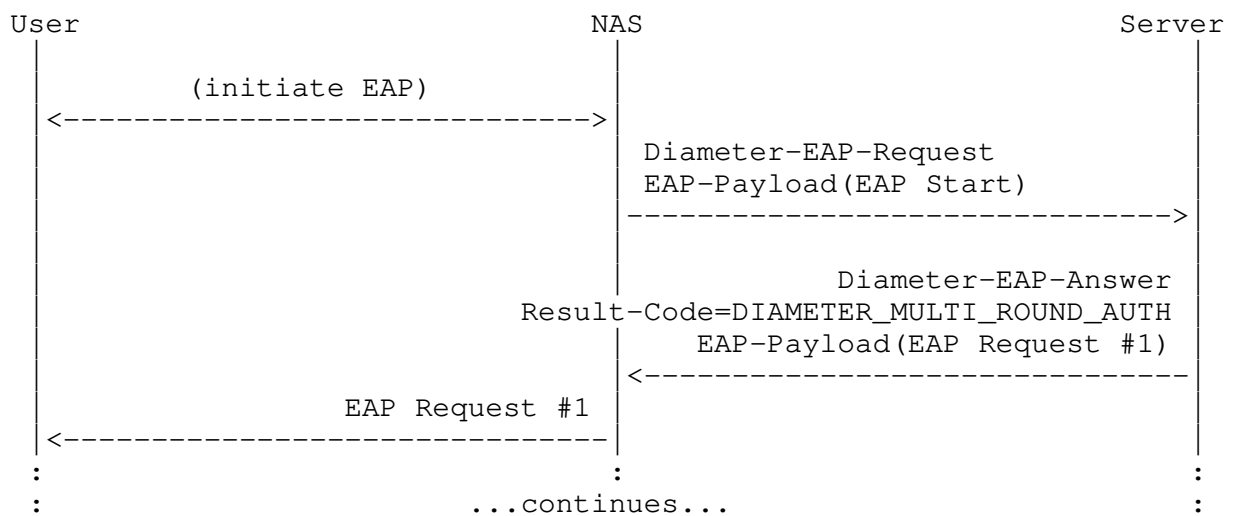 User NAS Server
(initiate EAP)
Diameter-EAP-Request
EAP-Payload(EAP Start)
Diameter-EAP-Answer
Result-Code=DIAMETER_MULTI_ROUND_AUTH
EAP-Payload(EAP Request #1)
EAP Request #1
: : :
: ...continues... :